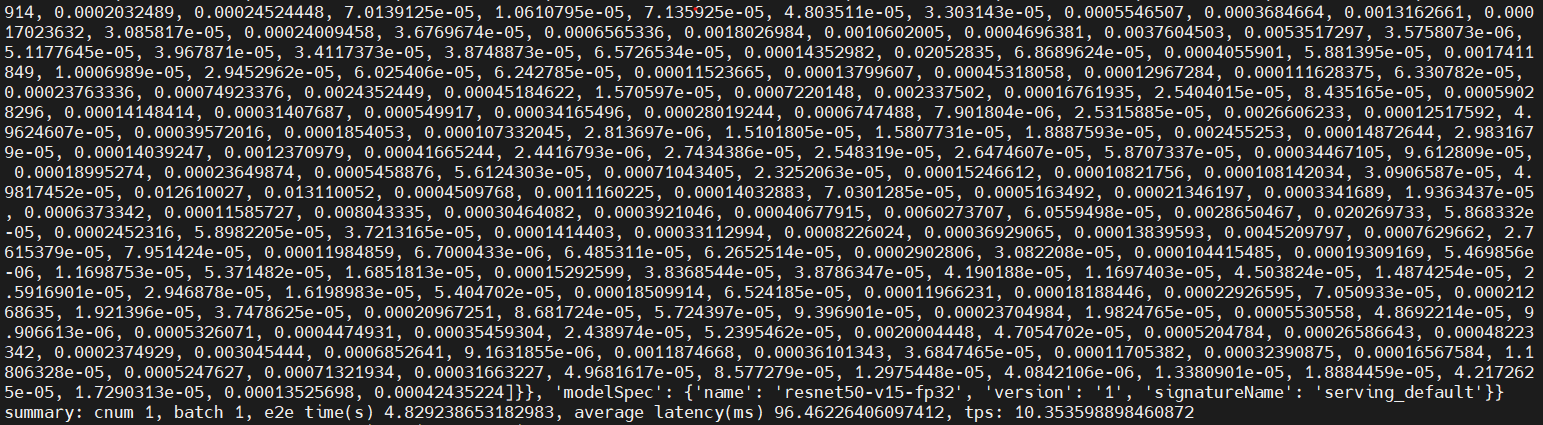 914, 0.0002032489, 0.00024524448, 7.0139125e-05, 1.0610795e-05, 7.135925e-05, 4.803511e-05, 3.303143e-05, 0.0005546507, 0.0003684664, 0.0013162661, 0.000
17023632, 3.085817e-05, 0.00024009458, 3.6769674e-05, 0.0006565336, 0.0018026984, 0.0010602005, 0.0004696381, 0.0037604503, 0.0053517297, 3.5758073e-06,
5.1177645e-05, 3.967871e-05, 3.4117373e-05, 3.8748873e-05, 6.5726534e-05, 0.00014352982, 0.02052835, 6.8689624e-05, 0.0004055901, 5.881395e-05, 0.0017411
849, 1.0006989e-05, 2.9452962e-05, 6.025406e-05, 6.242785e-05, 0.00011523665, 0.00013799607, 0.00045318058, 0.00012967284, 0.000111628375, 6.330782e-05,
0.00023763336, 0.00074923376, 0.0024352449, 0.00045184622, 1.570597e-05, 0.0007220148, 0.002337502, 0.00016761935, 2.5404015e-05, 8.435165e-05, 0.0005902
8296, 0.00014148414, 0.00031407687, 0.000549917, 0.00034165496, 0.00028019244, 0.0006747488, 7.901804e-06, 2.5315885e-05, 0.0026606233, 0.00012517592, 4.
9624607e-05, 0.00039572016, 0.0001854053, 0.000107332045, 2.813697e-06, 1.5101805e-05, 1.5807731e-05, 1.8887593e-05, 0.002455253, 0.00014872644, 2.983167
9e-05, 0.00014039247, 0.0012370979, 0.00041665244, 2.4416793e-06, 2.7434386e-05, 2.548319e-05, 2.6474607e-05, 5.8707337e-05, 0.00034467105, 9.612809e-05,
0.00018995274, 0.00023649874, 0.0005458876, 5.6124303e-05, 0.00071043405, 2.3252063e-05, 0.00015246612, 0.00010821756, 0.000108142034, 3.0906587e-05, 4.
9817452e-05, 0.012610027, 0.013110052, 0.0004509768, 0.0011160225, 0.00014032883, 7.0301285e-05, 0.0005163492, 0.00021346197, 0.0003341689, 1.9363437e-05
, 0.0006373342, 0.00011585727, 0.008043335, 0.00030464082, 0.0003921046, 0.00040677915, 0.0060273707, 6.0559498e-05, 0.0028650467, 0.020269733, 5.868332e
-05, 0.0002452316, 5.8982205e-05, 3.7213165e-05, 0.0001414403, 0.00033112994, 0.0008226024, 0.00036929065, 0.00013839593, 0.0045209797, 0.0007629662, 2.7
615379e-05, 7.951424e-05, 0.00011984859, 6.7000433e-06, 6.485311e-05, 6.2652514e-05, 0.0002902806, 3.082208e-05, 0.000104415485, 0.00019309169, 5.469856e
-06, 1.1698753e-05, 5.371482e-05, 1.6851813e-05, 0.00015292599, 3.8368544e-05, 3.8786347e-05, 4.190188e-05, 1.1697403e-05, 4.503824e-05, 1.4874254e-05, 2
.5916901e-05, 2.946878e-05, 1.6198983e-05, 5.404702e-05, 0.00018509914, 6.524185e-05, 0.00011966231, 0.00018188446, 0.00022926595, 7.050933e-05, 0.000212
68635, 1.921396e-05, 3.7478625e-05, 0.00020967251, 8.681724e-05, 5.724397e-05, 9.396901e-05, 0.00023704984, 1.9824765e-05, 0.0005530558, 4.8692214e-05, 9
.906613e-06, 0.0005326071, 0.0004474931, 0.00035459304, 2.438974e-05, 5.2395462e-05, 0.0020004448, 4.7054702e-05, 0.0005204784, 0.00026586643, 0.00048223
342, 0.0002374929, 0.003045444, 0.0006852641, 9.1631855e-06, 0.0011874668, 0.00036101343, 3.6847465e-05, 0.00011705382, 0.00032390875, 0.00016567584, 1.1
806328e-05, 0.0005247627, 0.00071321934, 0.00031663227, 4.9681617e-05, 8.577279e-05, 1.2975448e-05, 4.0842106e-06, 1.3380901e-05, 1.8884459e-05, 4.217262
5e-05, 1.7290313e-05, 0.00013525698, 0.00042435224]}}, 'modelSpec': {'name': 'resnet50-v15-fp32', 'version': '1', 'signatureName': 'serving_default'}}
summary: cnum 1, batch 1, e2e time(s) 4.829238653182983, average latency(ms) 96.46226406097412, tps: 10.353598898460872